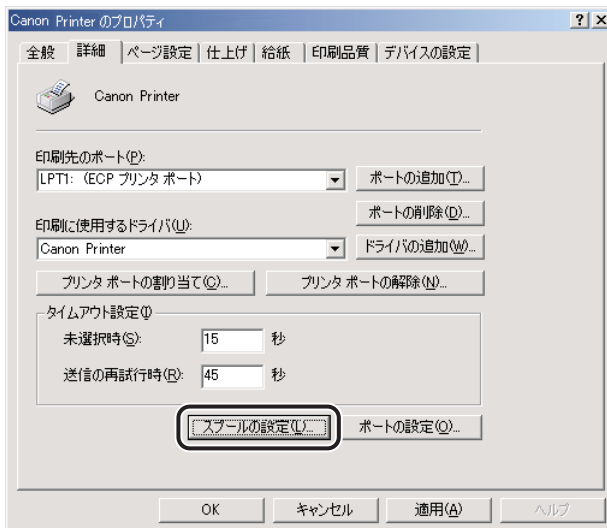 Canon Printer のプロパティ ? ×
全般 詳細 ページ設定 仕上げ 給紙 印刷品質 デバイスの設定
Canon Printer
印刷先のポート(P):
LPT1: (ECP プリンタ ポート) ポートの追加(T)...
ポートの削除(D)...
印刷に使用するドライバ(U):
Canon Printer ドライバの追加(W)...
プリンタ ポートの割り当て(C)... プリンタ ポートの解除(N)...
タイムアウト設定(I)
未選択時(S): 15 秒
送信の再試行時(R): 45 秒
スプールの設定(L)... ポートの設定(O)...
OK キャンセル 適用(A) ヘルプ